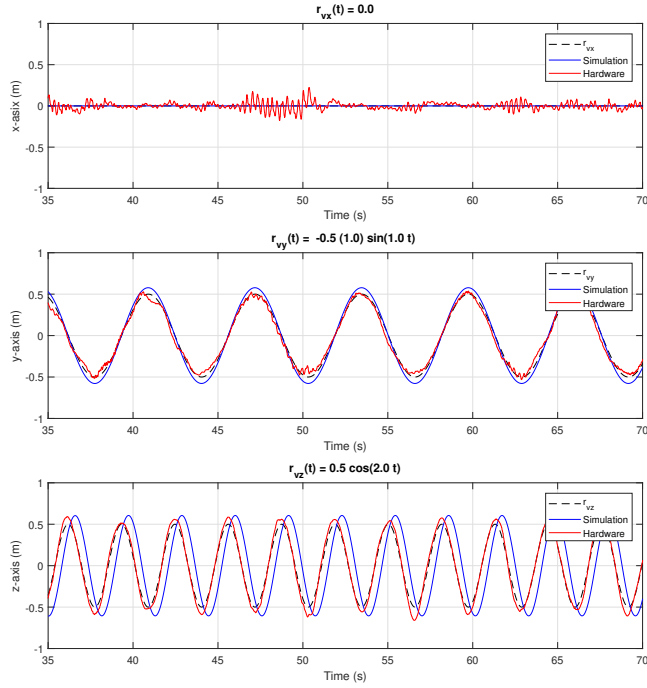 r_vx(t) = 0.0
x-asix (m)
1
0.5
0
-0.5
-1
r_vx
Simulation
Hardware
35 40 45 50 55 60 65 70
Time (s)
r_vy(t) = -0.5 (1.0) sin(1.0 t)
y-axis (m)
1
0.5
0
-0.5
-1
r_vy
Simulation
Hardware
35 40 45 50 55 60 65 70
Time (s)
r_vz(t) = 0.5 cos(2.0 t)
z-axis (m)
1
0.5
0
-0.5
-1
r_vz
Simulation
Hardware
35 40 45 50 55 60 65 70
Time (s)